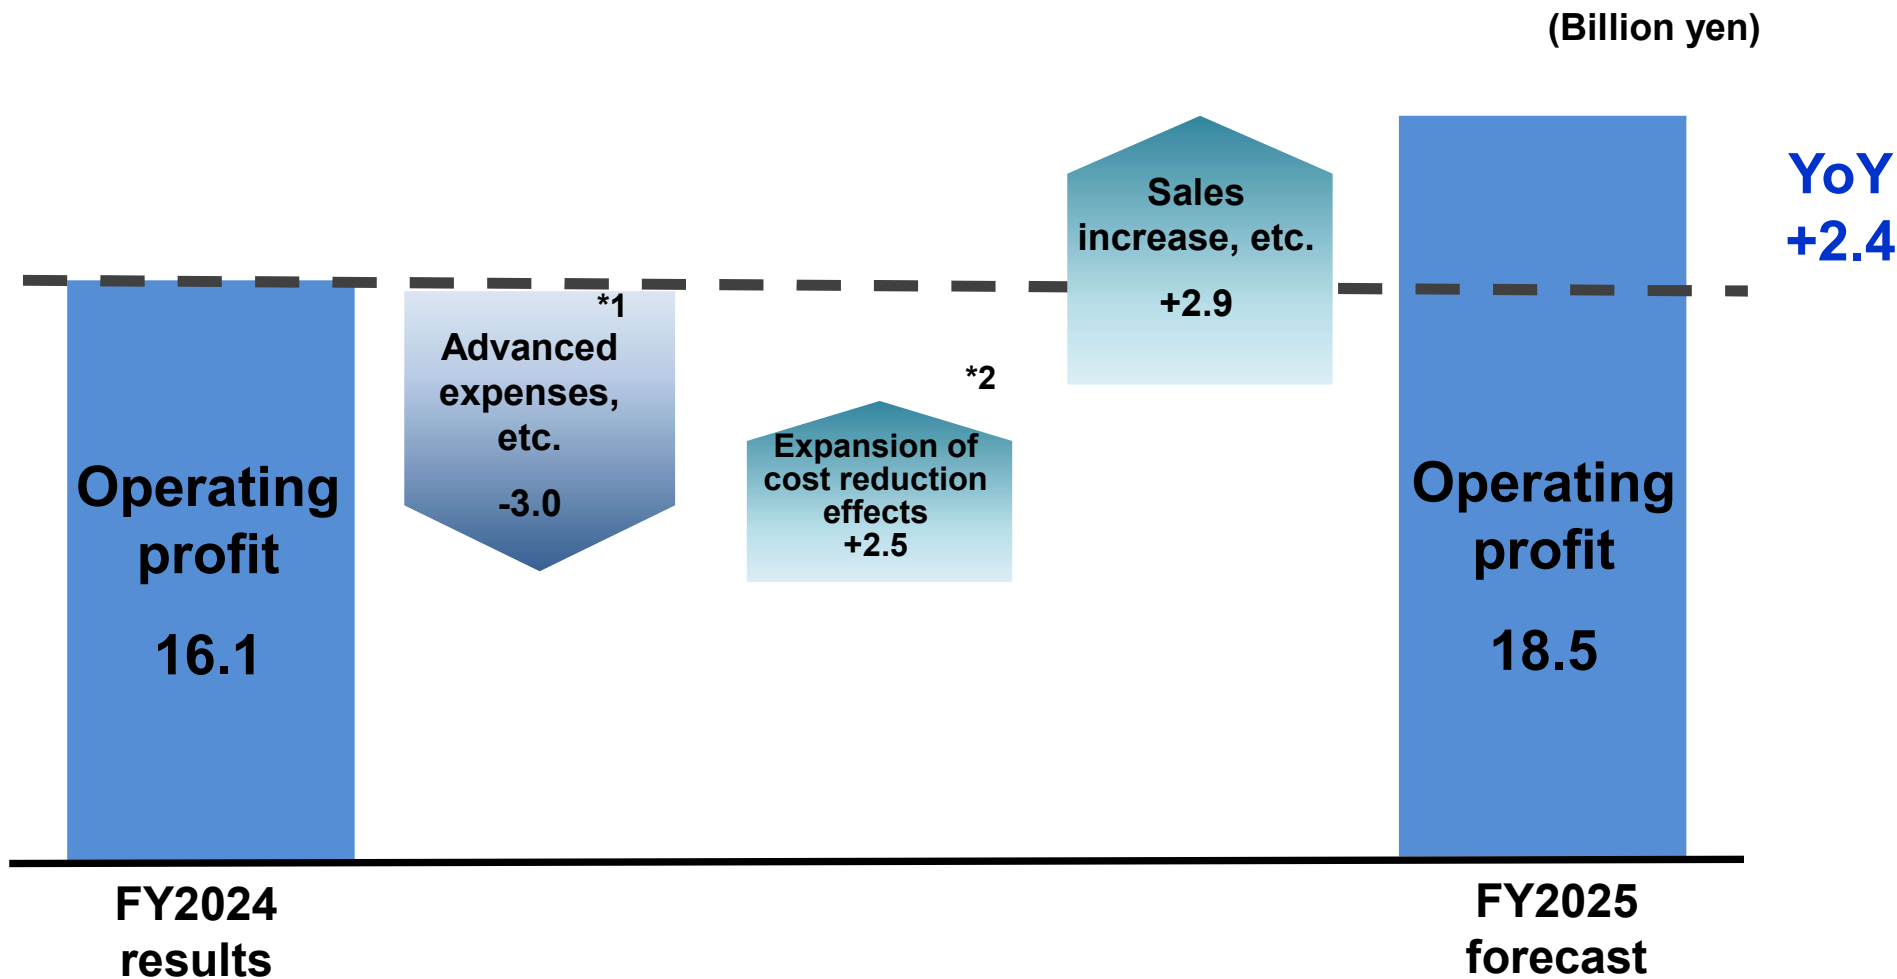 (Billion yen)
Operating
profit
16.1
*1
Advanced
expenses,
etc.
-3.0
*2
Expansion of
cost reduction
effects
+2.5
Sales
increase, etc.
+2.9
Operating
profit
18.5
YoY
+2.4
FY2024
results
FY2025
forecast